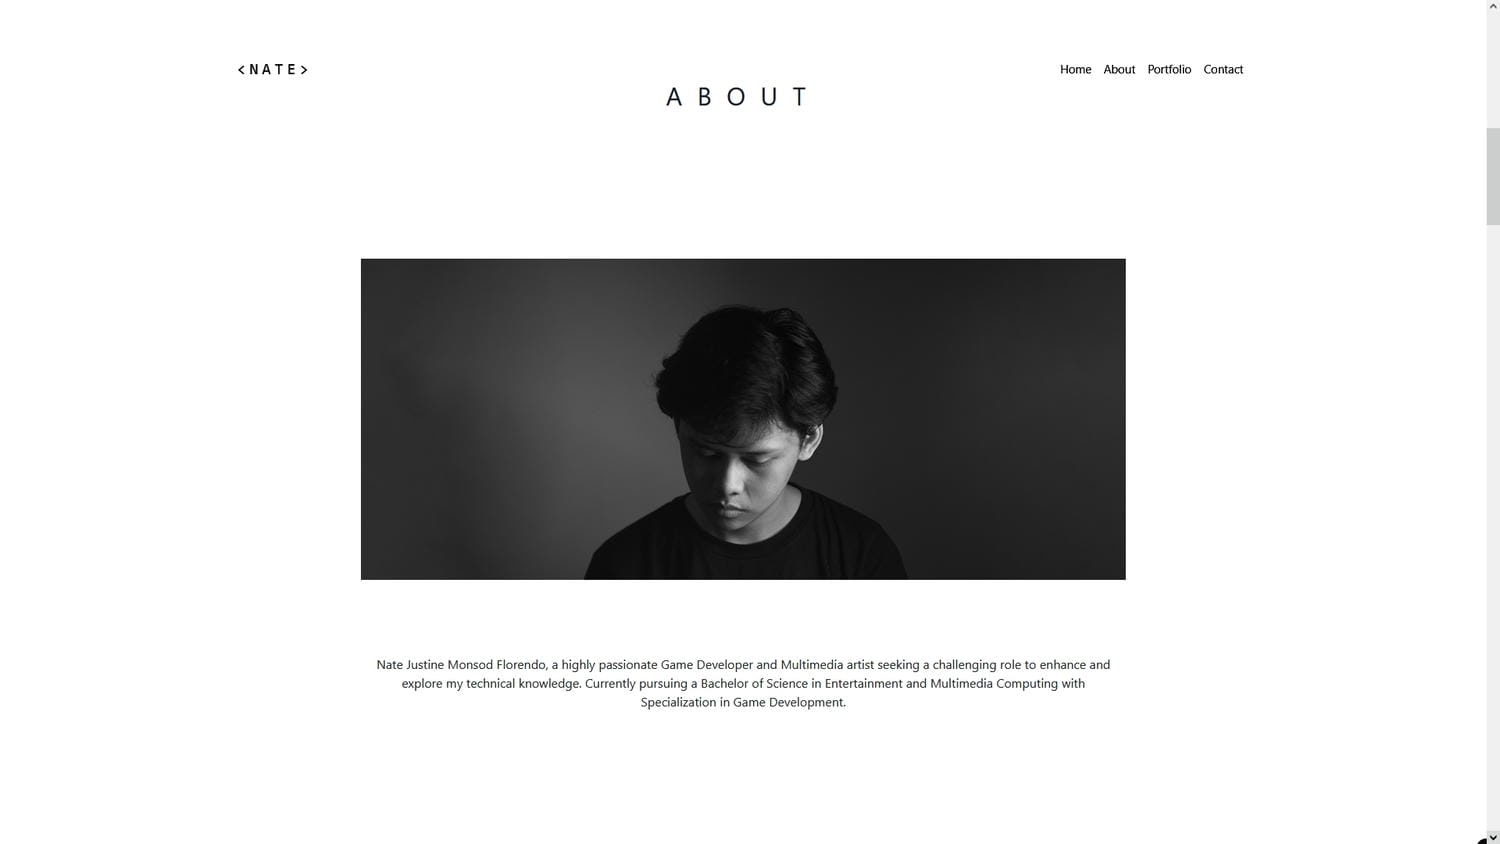 <NATE>
Home About Portfolio Contact
ABOUT
Nate Justine Monsod Florendo, a highly passionate Game Developer and Multimedia artist seeking a challenging role to enhance and
explore my technical knowledge. Currently pursuing a Bachelor of Science in Entertainment and Multimedia Computing with
Specialization in Game Development.